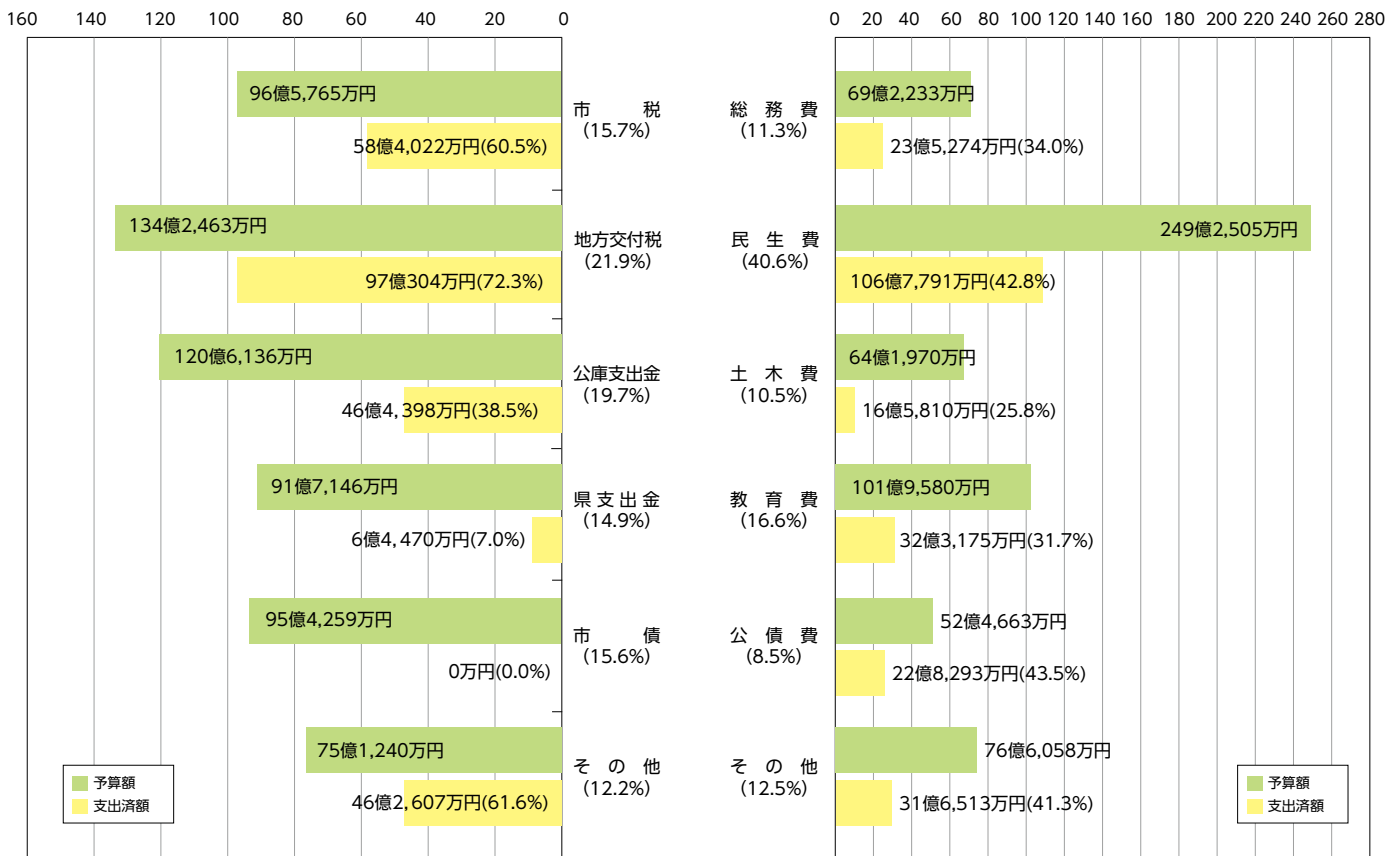 160 140 120 100 80 60 40 20 0
96億5,765万円
58億4,022万円(60.5%)
市税
(15.7%)
134億2,463万円
97億304万円(72.3%)
地方交付税
(21.9%)
120億6,136万円
46億4,398万円(38.5%)
公庫支出金
(19.7%)
91億7,146万円
6億4,470万円(7.0%)
県支出金
(14.9%)
95億4,259万円
0万円(0.0%)
市債
(15.6%)
75億1,240万円
46億2,607万円(61.6%)
その他
(12.2%)
予算額
支出済額
0 20 40 60 80 100 120 140 160 180 200 220 240 260 280
総務費
(11.3%)
69億2,233万円
23億5,274万円(34.0%)
民生費
(40.6%)
249億2,505万円
106億7,791万円(42.8%)
土木費
(10.5%)
64億1,970万円
16億5,810万円(25.8%)
教育費
(16.6%)
101億9,580万円
32億3,175万円(31.7%)
公債費
(8.5%)
52億4,663万円
22億8,293万円(43.5%)
その他
(12.5%)
76億6,058万円
31億6,513万円(41.3%)
予算額
支出済額